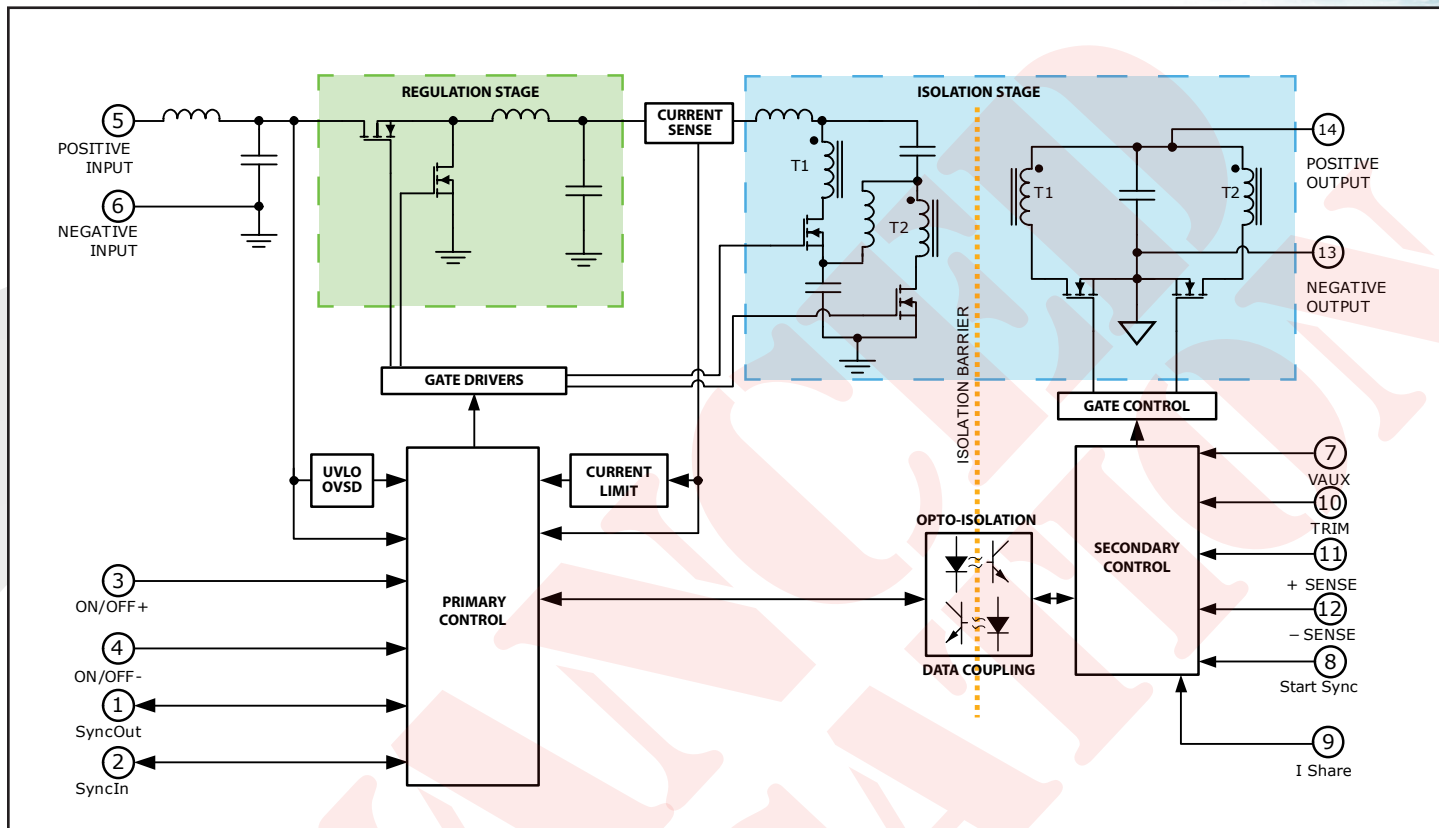 REGULATION STAGE
ISOLATION STAGE
5
POSITIVE
INPUT
6
NEGATIVE
INPUT
CURRENT
SENSE
T1
T2
T1
T2
14
POSITIVE
OUTPUT
13
NEGATIVE
OUTPUT
GATE DRIVERS
ISOLATION BARRIER
GATE CONTROL
UVLO
OVSD
CURRENT
LIMIT
PRIMARY
CONTROL
3
ON/OFF+
4
ON/OFF-
1
SyncOut
2
SyncIn
OPTO-ISOLATION
DATA COUPLING
SECONDARY
CONTROL
7
VAUX
10
TRIM
11
+ SENSE
12
– SENSE
8
Start Sync
9
I Share